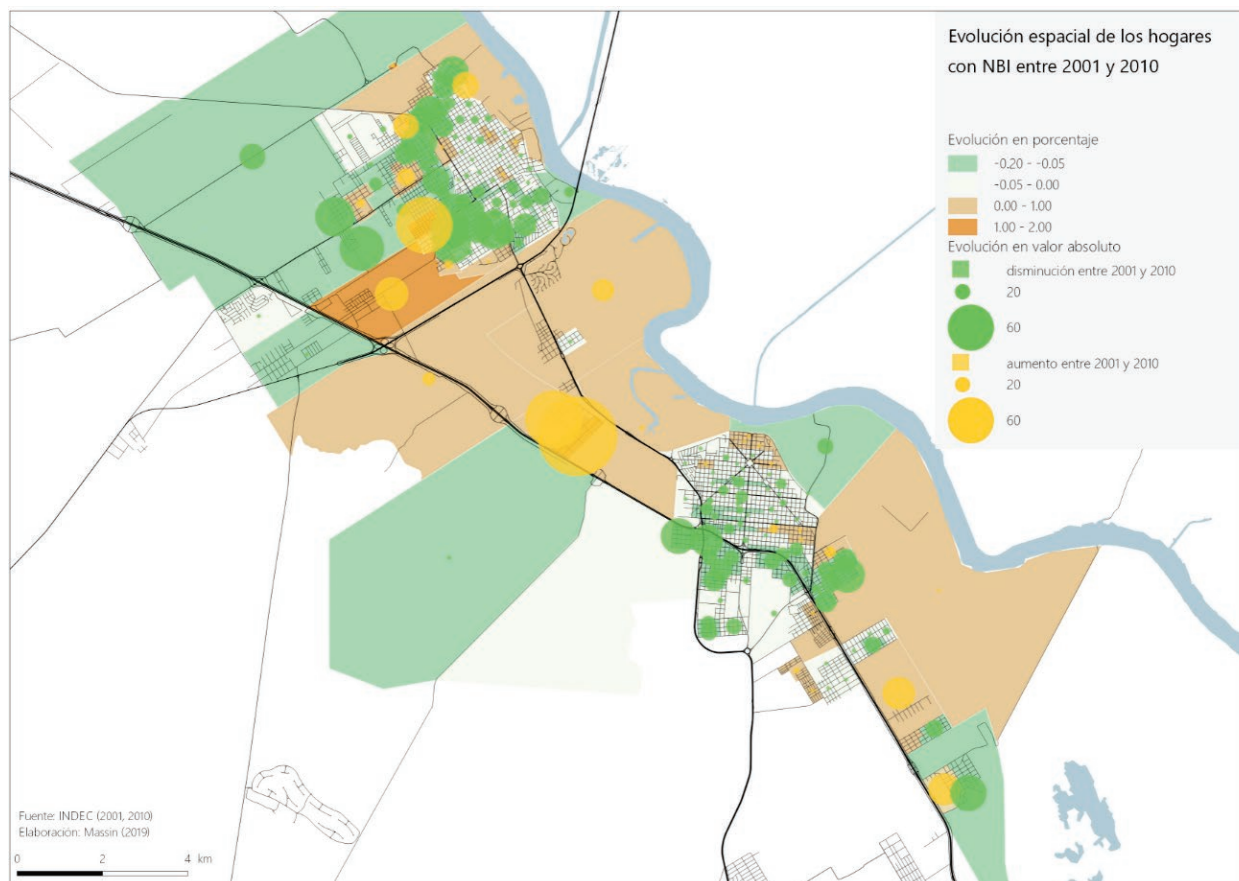 Evolución espacial de los hogares
con NBI entre 2001 y 2010
Evolución en porcentaje
-0.20 - -0.05
-0.05 - 0.00
0.00 - 1.00
1.00 - 2.00
Evolución en valor absoluto
disminución entre 2001 y 2010
20
60
aumento entre 2001 y 2010
20
60
Fuente: INDEC (2001, 2010)
Elaboración: Massin (2019)
0 2 4 km